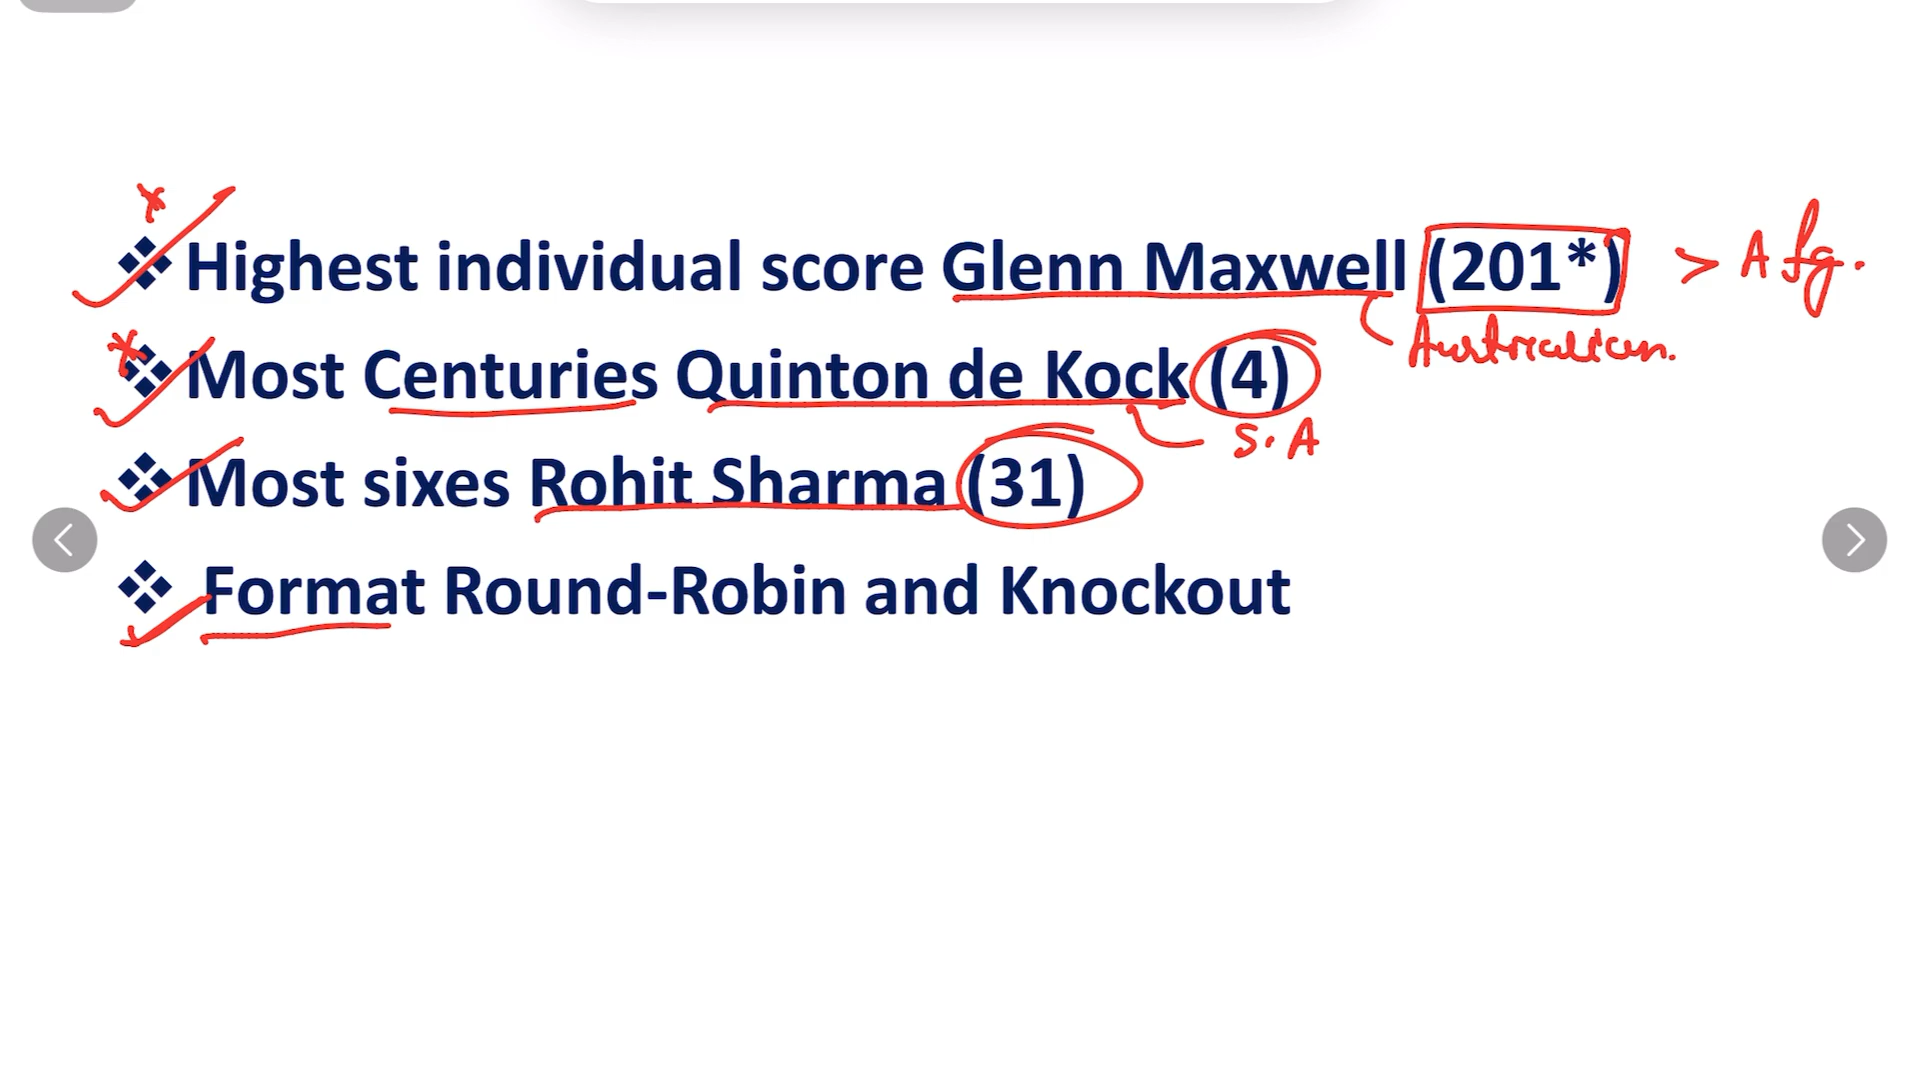 Highest individual score Glenn Maxwell (201*) > Afg.
Australian.
Most Centuries Quinton de Kock (4)
S.A
Most sixes Rohit Sharma (31)
Format Round-Robin and Knockout